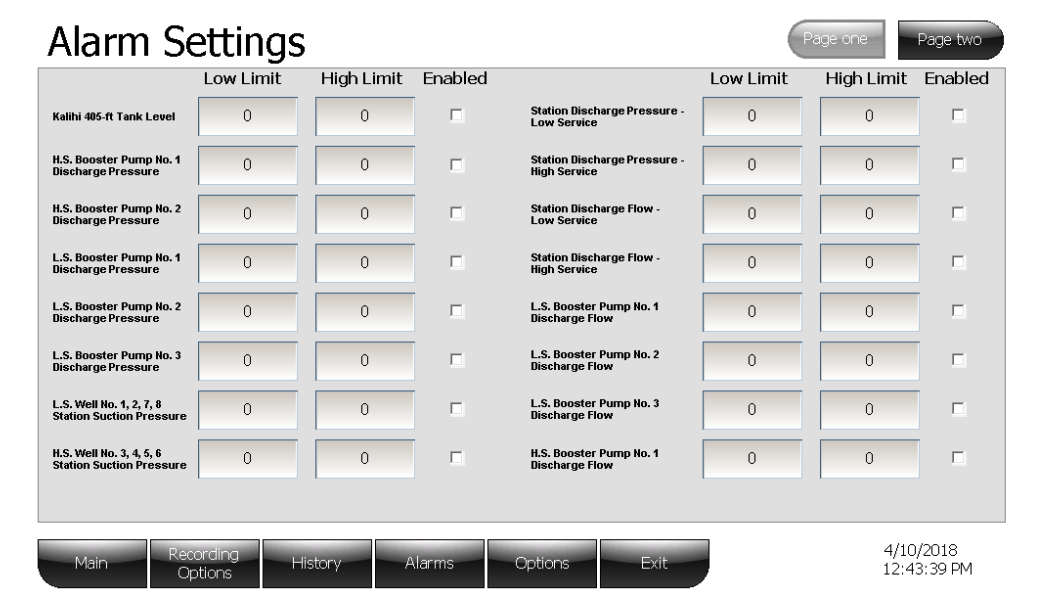 Alarm Settings
Page one
Page two
Low Limit High Limit Enabled
Low Limit High Limit Enabled
Kalihi 405-ft Tank Level
0 0
Station Discharge Pressure -
Low Service
0 0
H.S. Booster Pump No. 1
Discharge Pressure
0 0
Station Discharge Pressure -
High Service
0 0
H.S. Booster Pump No. 2
Discharge Pressure
0 0
Station Discharge Flow -
Low Service
0 0
L.S. Booster Pump No. 1
Discharge Pressure
0 0
Station Discharge Flow -
High Service
0 0
L.S. Booster Pump No. 2
Discharge Pressure
0 0
L.S. Booster Pump No. 1
Discharge Flow
0 0
L.S. Booster Pump No. 3
Discharge Pressure
0 0
L.S. Booster Pump No. 2
Discharge Flow
0 0
L.S. Well No. 1, 2, 7, 8
Station Suction Pressure
0 0
L.S. Booster Pump No. 3
Discharge Flow
0 0
H.S. Well No. 3, 4, 5, 6
Station Suction Pressure
0 0
H.S. Booster Pump No. 1
Discharge Flow
0 0
Main
Recording
Options
History
Alarms
Options
Exit
4/10/2018
12:43:39 PM